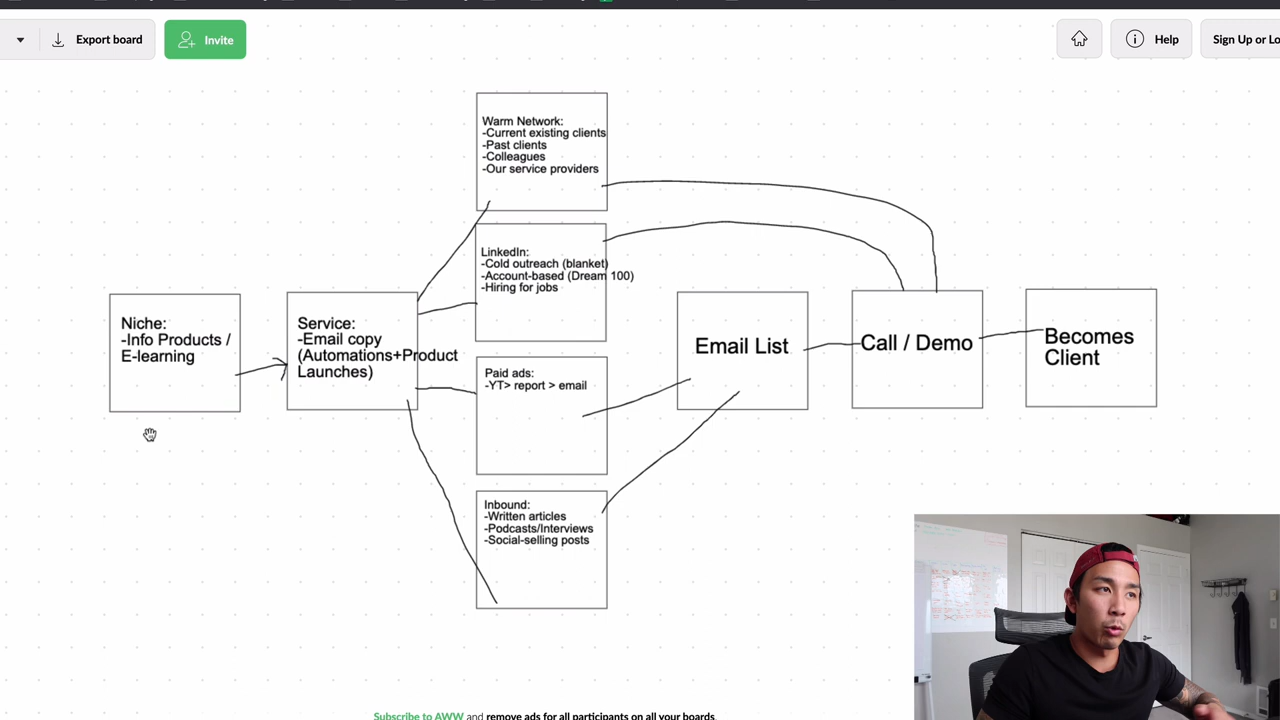 Export board
Invite
Help
Sign Up or Lo
Warm Network:
-Current existing clients
-Past clients
-Colleagues
-Our service providers
LinkedIn:
-Cold outreach (blanket)
-Account-based (Dream 100)
-Hiring for jobs
Niche:
-Info Products /
E-learning
Service:
-Email copy
(Automations+Product
Launches)
Paid ads:
-YT> report > email
Inbound:
-Written articles
-Podcasts/Interviews
-Social-selling posts
Email List
Call / Demo
Becomes
Client
Subscribe to AWW and remove ads for all participants on all your boards.